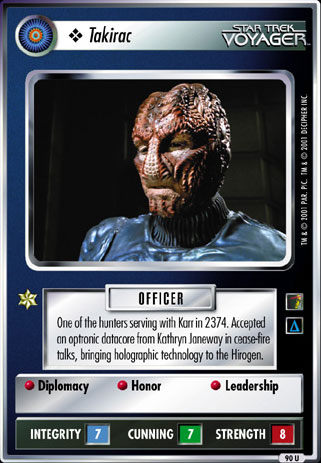 ❖ Takirac
STAR TREK
VOYAGER
TM & © 2001 PAR. PIC. TM & © 2001 DECIPHER INC.
OFFICER
One of the hunters serving with Karr in 2374. Accepted
an optronic datacore from Kathryn Janeway in cease-fire
talks, bringing holographic technology to the Hirogen.
Diplomacy Honor Leadership
INTEGRITY 7 CUNNING 7 STRENGTH 8
90 U